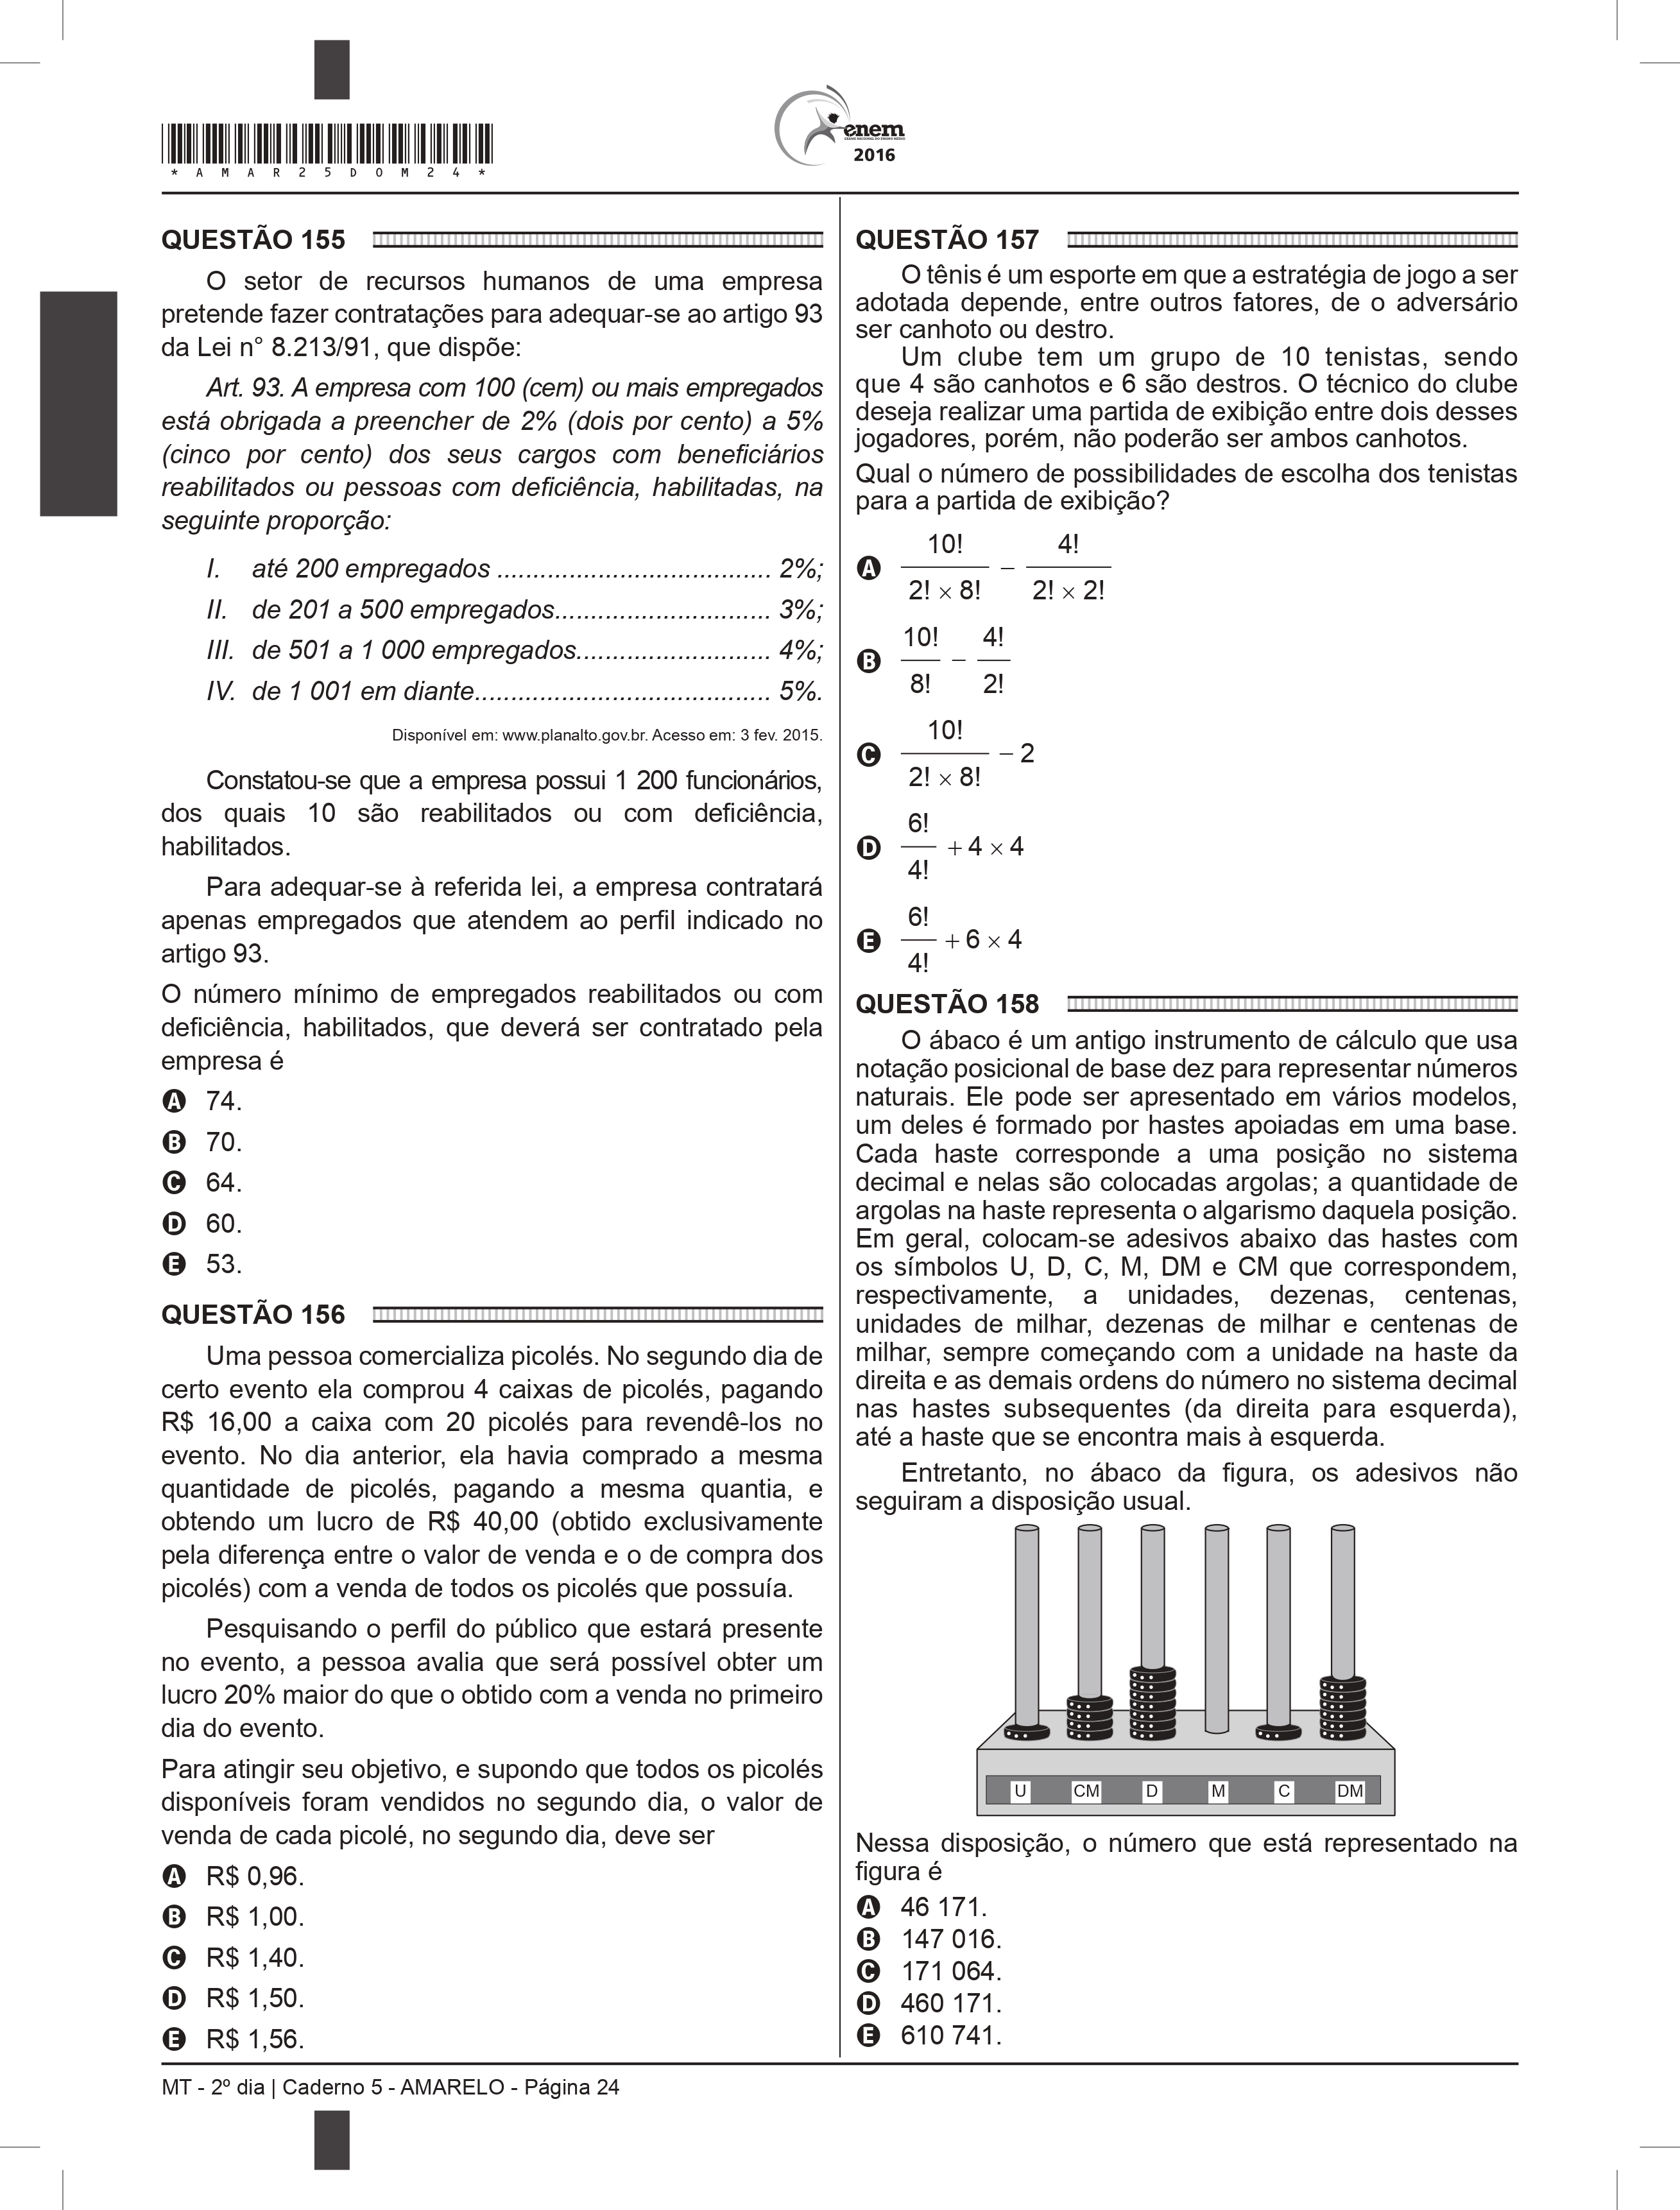 *AMAR25DOM24*
enem
2016
QUESTÃO 155
O setor de recursos humanos de uma empresa
pretende fazer contratações para adequar-se ao artigo 93
da Lei n° 8.213/91, que dispõe:
Art. 93. A empresa com 100 (cem) ou mais empregados
está obrigada a preencher de 2% (dois por cento) a 5%
(cinco por cento) dos seus cargos com beneficiários
reabilitados ou pessoas com deficiência, habilitadas, na
seguinte proporção:
I. até 200 empregados ...................................... 2%;
II. de 201 a 500 empregados.............................. 3%;
III. de 501 a 1 000 empregados........................... 4%;
IV. de 1 001 em diante......................................... 5%.
Disponível em: www.planalto.gov.br. Acesso em: 3 fev. 2015.
Constatou-se que a empresa possui 1 200 funcionários,
dos quais 10 são reabilitados ou com deficiência,
habilitados.
Para adequar-se à referida lei, a empresa contratará
apenas empregados que atendem ao perfil indicado no
artigo 93.
O número mínimo de empregados reabilitados ou com
deficiência, habilitados, que deverá ser contratado pela
empresa é
A 74.
B 70.
C 64.
D 60.
E 53.
QUESTÃO 156
Uma pessoa comercializa picolés. No segundo dia de
certo evento ela comprou 4 caixas de picolés, pagando
R$ 16,00 a caixa com 20 picolés para revendê-los no
evento. No dia anterior, ela havia comprado a mesma
quantidade de picolés, pagando a mesma quantia, e
obtendo um lucro de R$ 40,00 (obtido exclusivamente
pela diferença entre o valor de venda e o de compra dos
picolés) com a venda de todos os picolés que possuía.
Pesquisando o perfil do público que estará presente
no evento, a pessoa avalia que será possível obter um
lucro 20% maior do que o obtido com a venda no primeiro
dia do evento.
Para atingir seu objetivo, e supondo que todos os picolés
disponíveis foram vendidos no segundo dia, o valor de
venda de cada picolé, no segundo dia, deve ser
A R$ 0,96.
B R$ 1,00.
C R$ 1,40.
D R$ 1,50.
E R$ 1,56.
QUESTÃO 157
O tênis é um esporte em que a estratégia de jogo a ser
adotada depende, entre outros fatores, de o adversário
ser canhoto ou destro.
Um clube tem um grupo de 10 tenistas, sendo
que 4 são canhotos e 6 são destros. O técnico do clube
deseja realizar uma partida de exibição entre dois desses
jogadores, porém, não poderão ser ambos canhotos.
Qual o número de possibilidades de escolha dos tenistas
para a partida de exibição?
A 10!/(2! × 8!) − 4!/(2! × 2!)
B 10!/8! − 4!/2!
C 10!/(2! × 8!) − 2
D 6!/4! + 4 × 4
E 6!/4! + 6 × 4
QUESTÃO 158
O ábaco é um antigo instrumento de cálculo que usa
notação posicional de base dez para representar números
naturais. Ele pode ser apresentado em vários modelos,
um deles é formado por hastes apoiadas em uma base.
Cada haste corresponde a uma posição no sistema
decimal e nelas são colocadas argolas; a quantidade de
argolas na haste representa o algarismo daquela posição.
Em geral, colocam-se adesivos abaixo das hastes com
os símbolos U, D, C, M, DM e CM que correspondem,
respectivamente, a unidades, dezenas, centenas,
unidades de milhar, dezenas de milhar e centenas de
milhar, sempre começando com a unidade na haste da
direita e as demais ordens do número no sistema decimal
nas hastes subsequentes (da direita para esquerda),
até a haste que se encontra mais à esquerda.
Entretanto, no ábaco da figura, os adesivos não
seguiram a disposição usual.
U CM D M C DM
Nessa disposição, o número que está representado na
figura é
A 46 171.
B 147 016.
C 171 064.
D 460 171.
E 610 741.
MT - 2º dia | Caderno 5 - AMARELO - Página 24